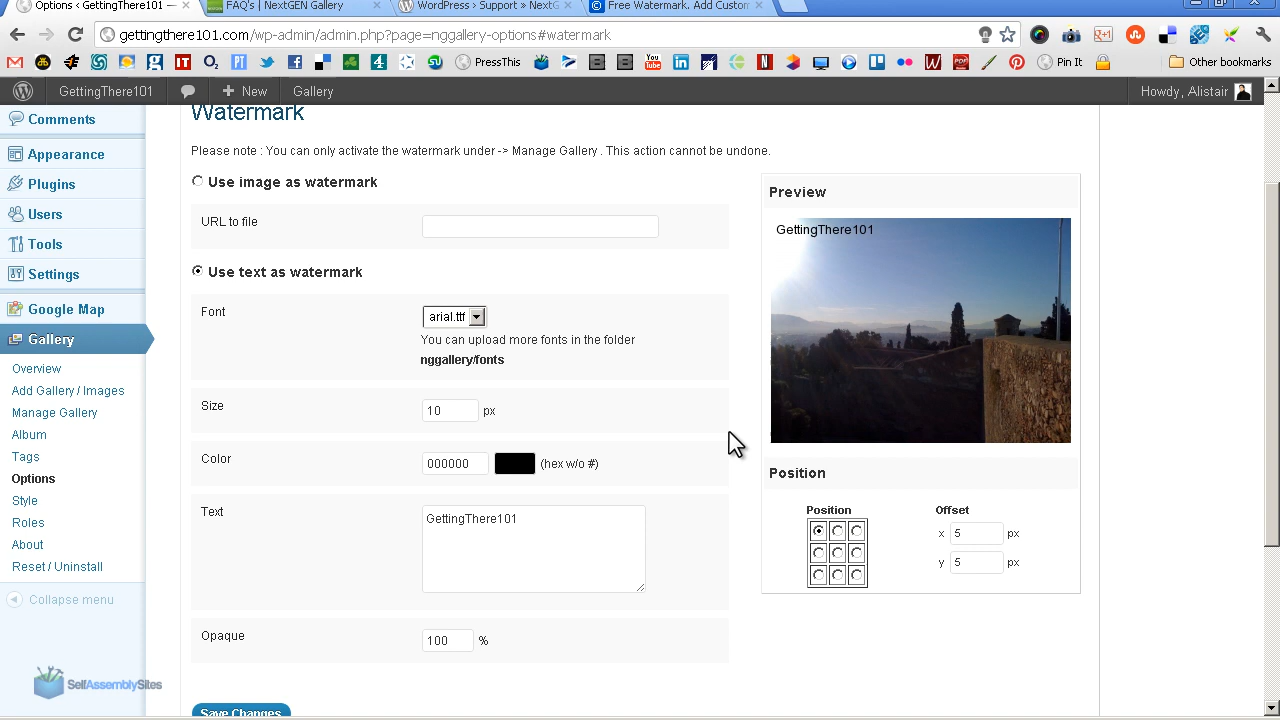 Options ‹ GettingThere101 —
FAQ's | NextGEN Gallery
WordPress › Support » NextG
Free Watermark. Add Custom
gettingthere101.com/wp-admin/admin.php?page=nggallery-options#watermark
PressThis
Pin It
Other bookmarks
GettingThere101
New
Gallery
Howdy, Alistair
Comments
Appearance
Plugins
Users
Tools
Settings
Google Map
Gallery
Overview
Add Gallery / Images
Manage Gallery
Album
Tags
Options
Style
Roles
About
Reset / Uninstall
Collapse menu
SelfAssemblySites
Watermark
Please note : You can only activate the watermark under -> Manage Gallery . This action cannot be undone.
Use image as watermark
URL to file
Use text as watermark
Font
arial.ttf
You can upload more fonts in the folder
nggallery/fonts
Size
10 px
Color
000000 (hex w/o #)
Text
GettingThere101
Opaque
100 %
Save Changes
Preview
GettingThere101
Position
Position Offset
x 5 px
y 5 px